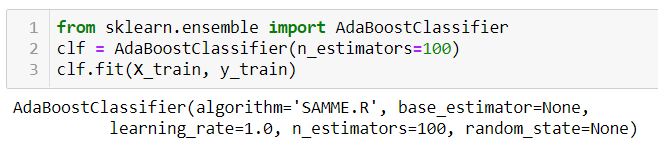 1 from sklearn.ensemble import AdaBoostClassifier
2 clf = AdaBoostClassifier(n_estimators=100)
3 clf.fit(X_train, y_train)
AdaBoostClassifier(algorithm='SAMME.R', base_estimator=None,
learning_rate=1.0, n_estimators=100, random_state=None)